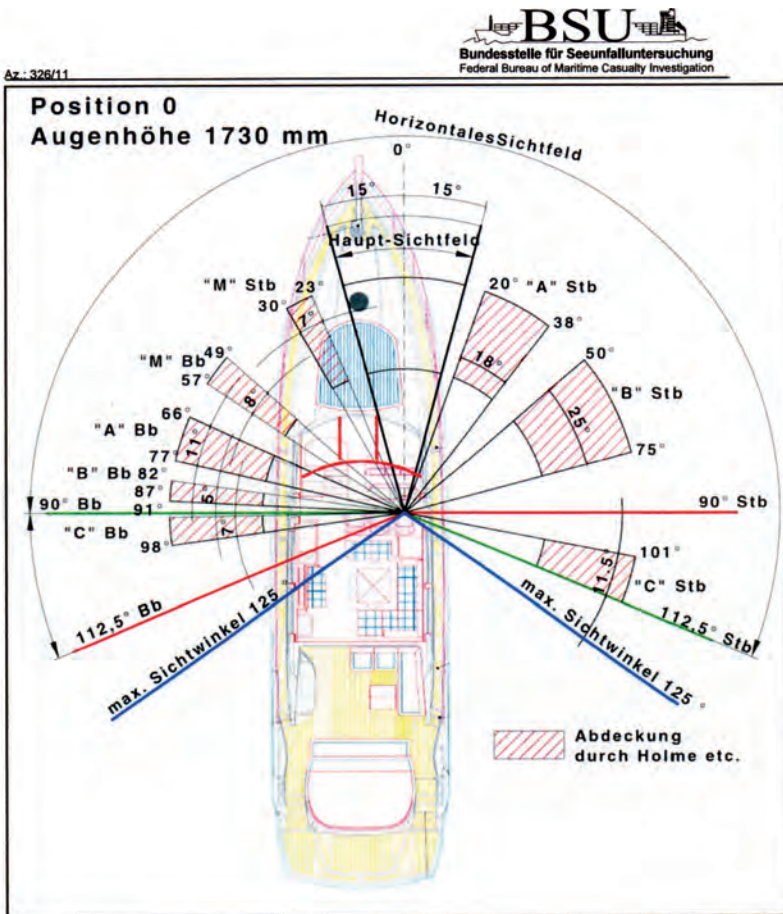 BSU
Bundesstelle für Seeunfalluntersuchung
Federal Bureau of Maritime Casualty Investigation
Az.: 326/11
Position 0
Augenhöhe 1730 mm
HorizontalesSichtfeld
0°
15° 15°
Haupt-Sichtfeld
"M" Stb 23°
30°
7°
20° "A" Stb
38°
18°
"M" Bb 49°
57°
8°
50°
"B" Stb
25°
75°
66°
"A" Bb
11°
77°
"B" Bb 82°
87°
5°
90° Bb
91°
90° Stb
"C" Bb
7°
98°
101°
11.5°
"C" Stb
112,5° Bb
112,5° Stb
max. Sichtwinkel 125 °
max. Sichtwinkel 125 °
Abdeckung
durch Holme etc.